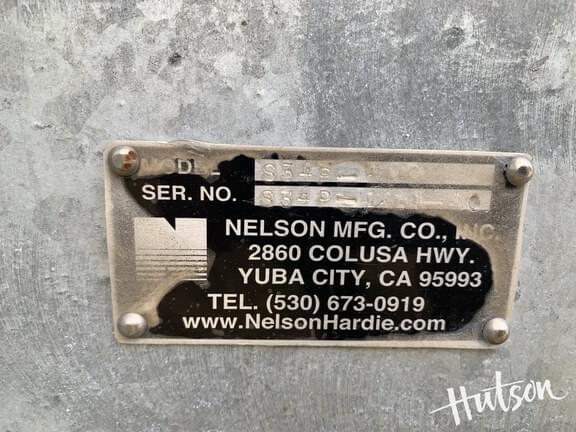 MODEL
SER. NO.
N
NELSON MFG. CO., INC.
2860 COLUSA HWY.
YUBA CITY, CA 95993
TEL. (530) 673-0919
www.NelsonHardie.com
Hutson